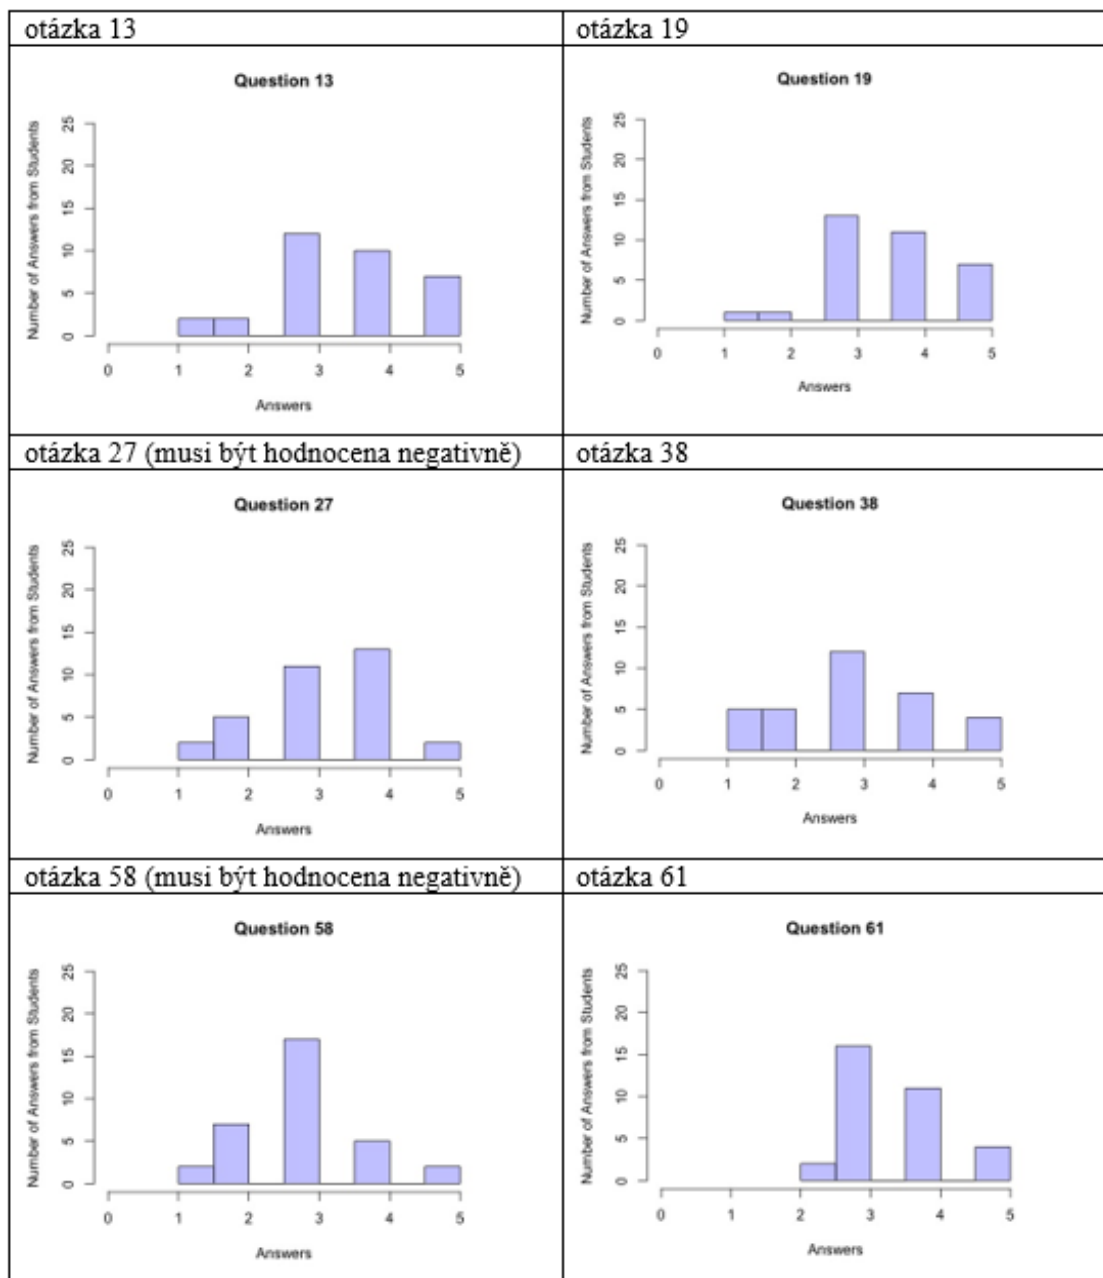 otázka 13
otázka 19
Question 13
Number of Answers from Students
25
20
15
10
5
0
0 1 2 3 4 5
Answers
Question 19
Number of Answers from Students
25
20
15
10
5
0
0 1 2 3 4 5
Answers
otázka 27 (musi být hodnocena negativně)
otázka 38
Question 27
Number of Answers from Students
25
20
15
10
5
0
0 1 2 3 4 5
Answers
Question 38
Number of Answers from Students
25
20
15
10
5
0
0 1 2 3 4 5
Answers
otázka 58 (musi být hodnocena negativně)
otázka 61
Question 58
Number of Answers from Students
25
20
15
10
5
0
0 1 2 3 4 5
Answers
Question 61
Number of Answers from Students
25
20
15
10
5
0
0 1 2 3 4 5
Answers